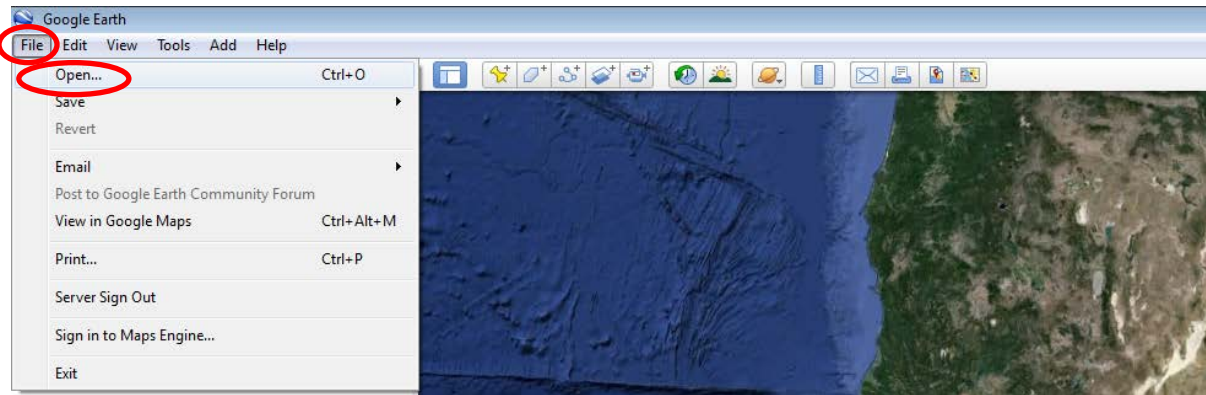 Google Earth
File Edit View Tools Add Help
Open... Ctrl+O
Save
Revert
Email
Post to Google Earth Community Forum
View in Google Maps Ctrl+Alt+M
Print... Ctrl+P
Server Sign Out
Sign in to Maps Engine...
Exit